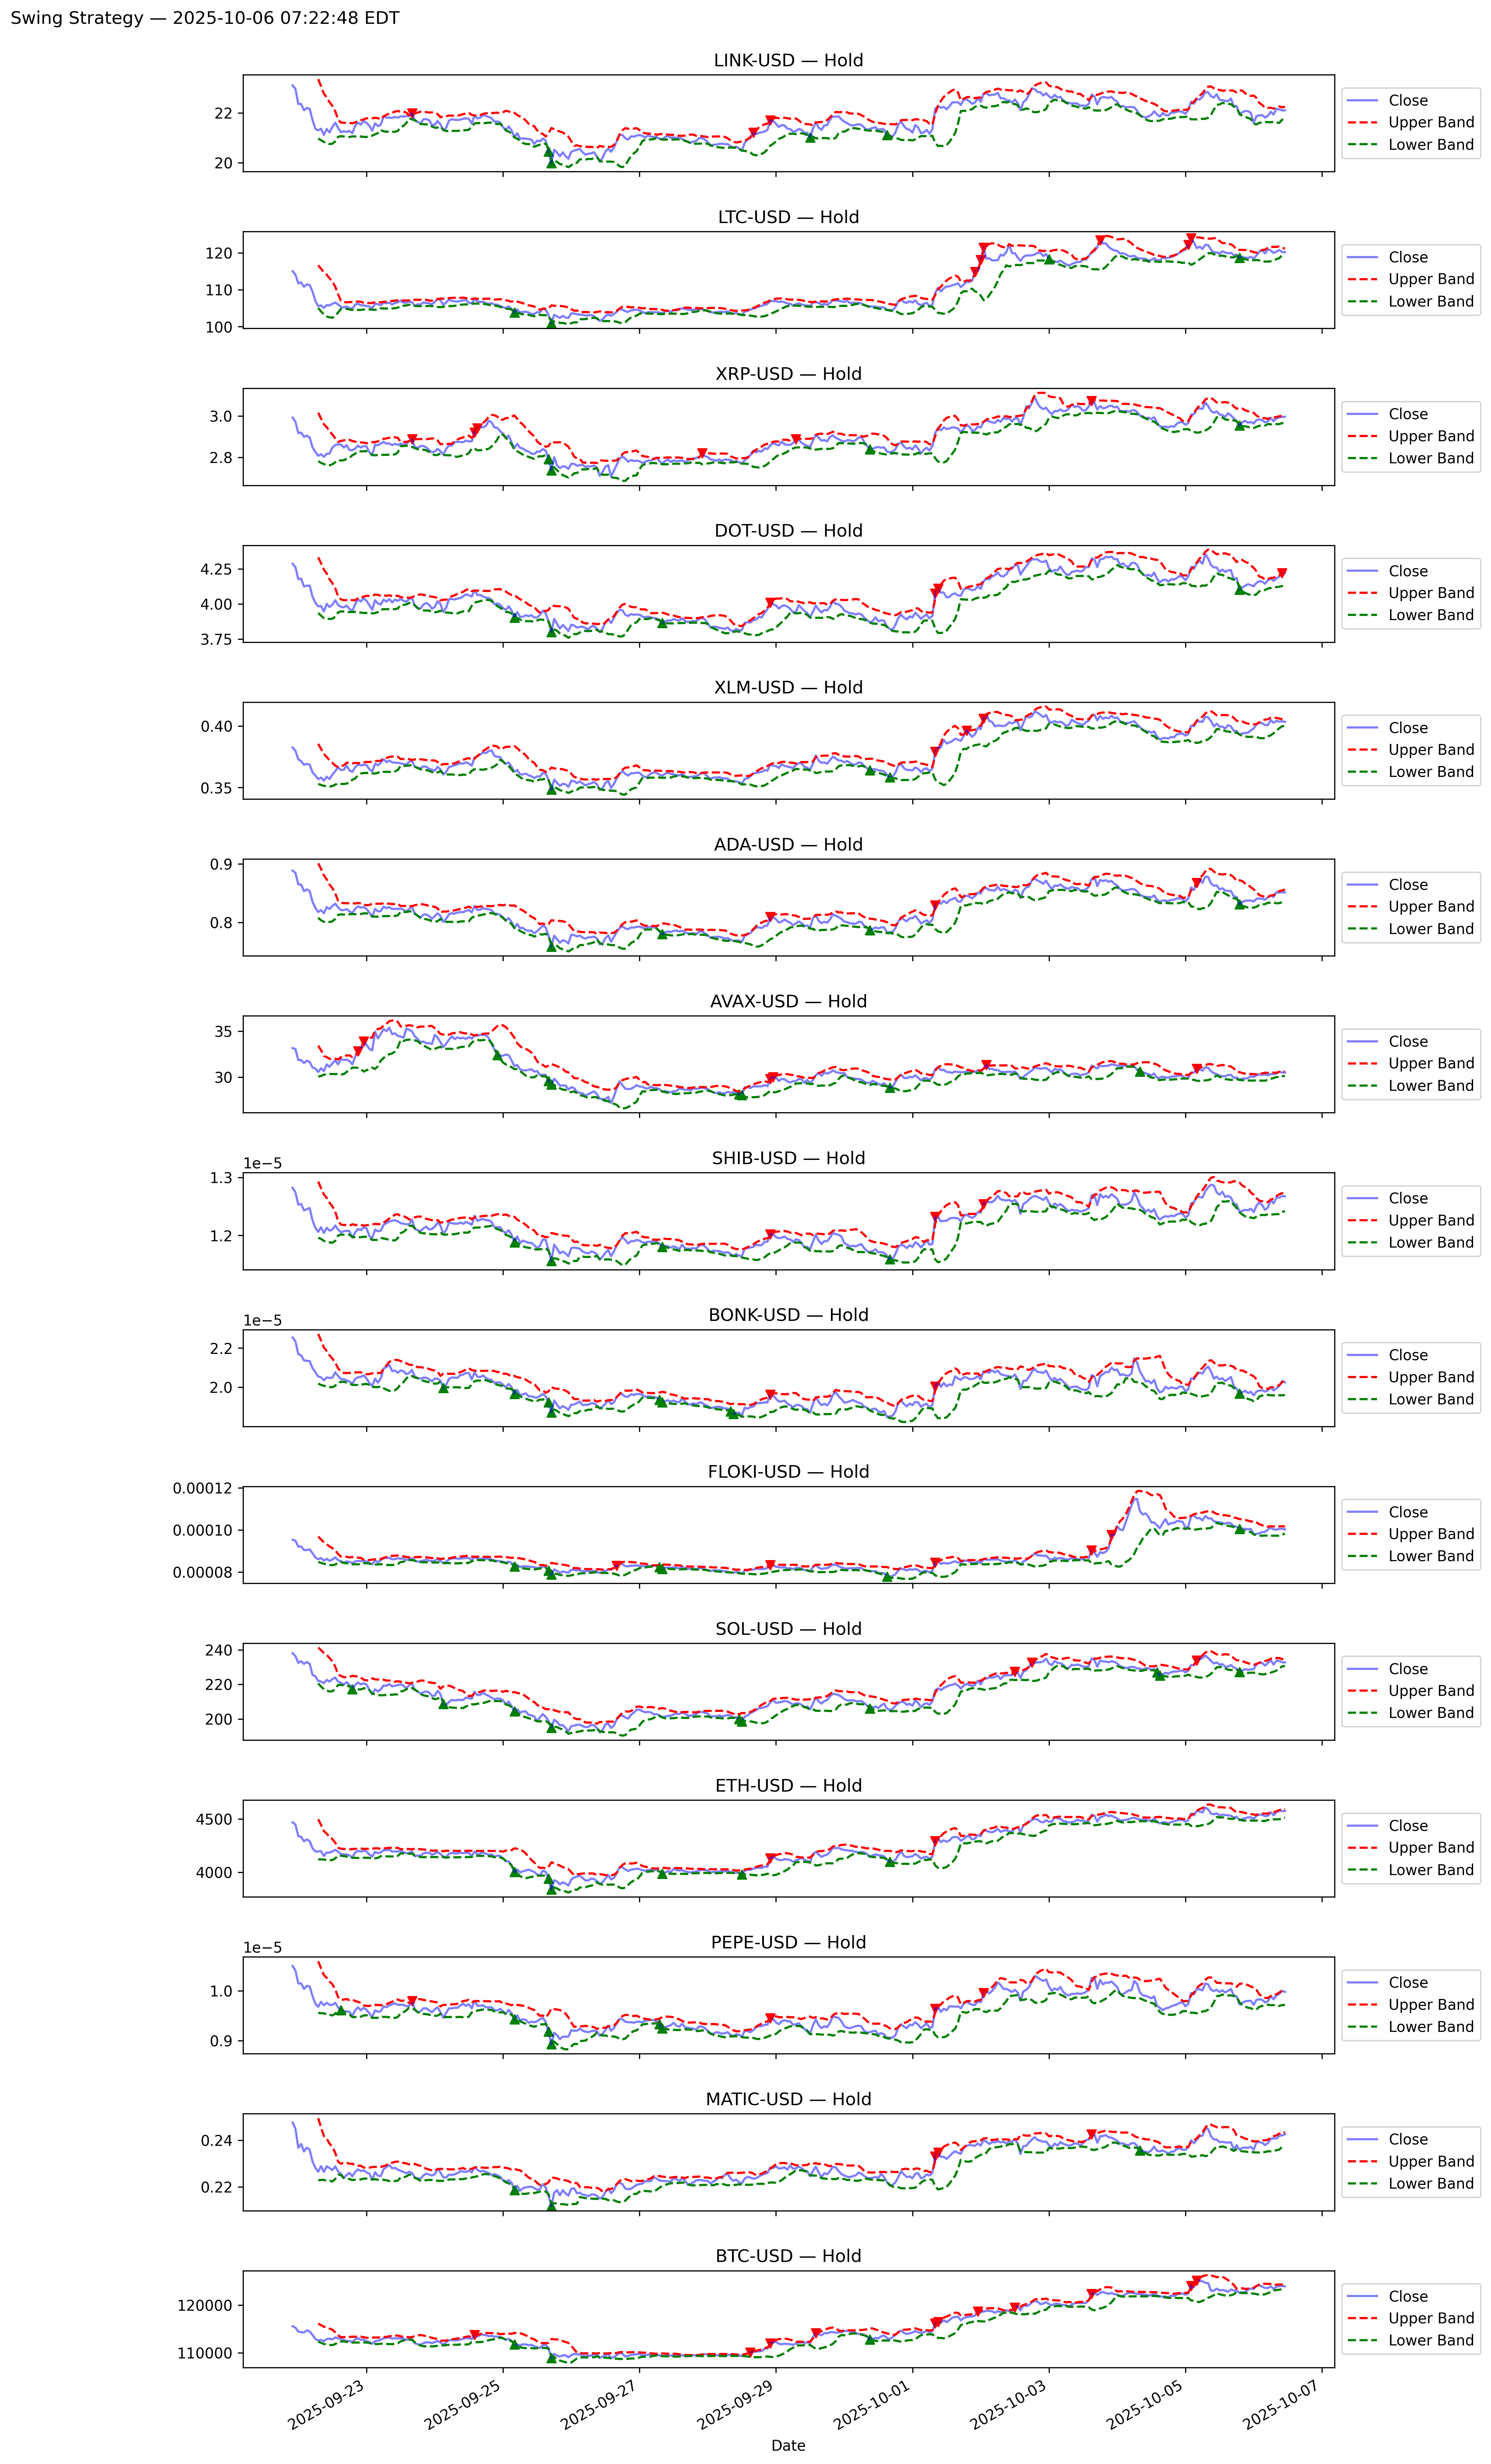 Swing Strategy — 2025-10-06 07:22:48 EDT
LINK-USD — Hold
22
20
Close
Upper Band
Lower Band
LTC-USD — Hold
120
110
100
Close
Upper Band
Lower Band
XRP-USD — Hold
3.0
2.8
Close
Upper Band
Lower Band
DOT-USD — Hold
4.25
4.00
3.75
Close
Upper Band
Lower Band
XLM-USD — Hold
0.40
0.35
Close
Upper Band
Lower Band
ADA-USD — Hold
0.9
0.8
Close
Upper Band
Lower Band
AVAX-USD — Hold
35
30
Close
Upper Band
Lower Band
SHIB-USD — Hold
1e−5
1.3
1.2
Close
Upper Band
Lower Band
BONK-USD — Hold
1e−5
2.2
2.0
Close
Upper Band
Lower Band
FLOKI-USD — Hold
0.00012
0.00010
0.00008
Close
Upper Band
Lower Band
SOL-USD — Hold
240
220
200
Close
Upper Band
Lower Band
ETH-USD — Hold
4500
4000
Close
Upper Band
Lower Band
PEPE-USD — Hold
1e−5
1.0
0.9
Close
Upper Band
Lower Band
MATIC-USD — Hold
0.24
0.22
Close
Upper Band
Lower Band
BTC-USD — Hold
120000
110000
Close
Upper Band
Lower Band
2025-09-23
2025-09-25
2025-09-27
2025-09-29
2025-10-01
2025-10-03
2025-10-05
2025-10-07
Date